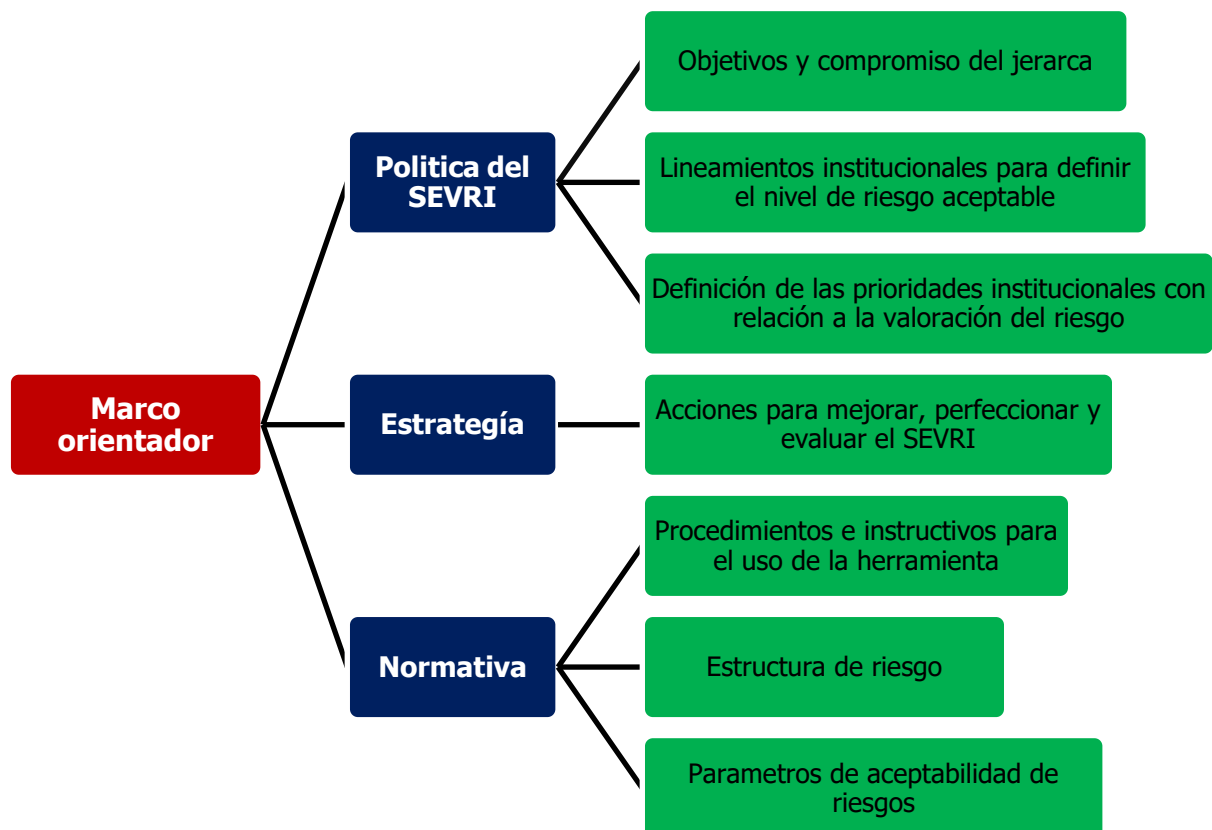 Marco
orientador
Politica del
SEVRI
Objetivos y compromiso del jerarca
Lineamientos institucionales para definir
el nivel de riesgo aceptable
Definición de las prioridades institucionales con
relación a la valoración del riesgo
Estrategía
Acciones para mejorar, perfeccionar y
evaluar el SEVRI
Normativa
Procedimientos e instructivos para
el uso de la herramienta
Estructura de riesgo
Parametros de aceptabilidad de
riesgos